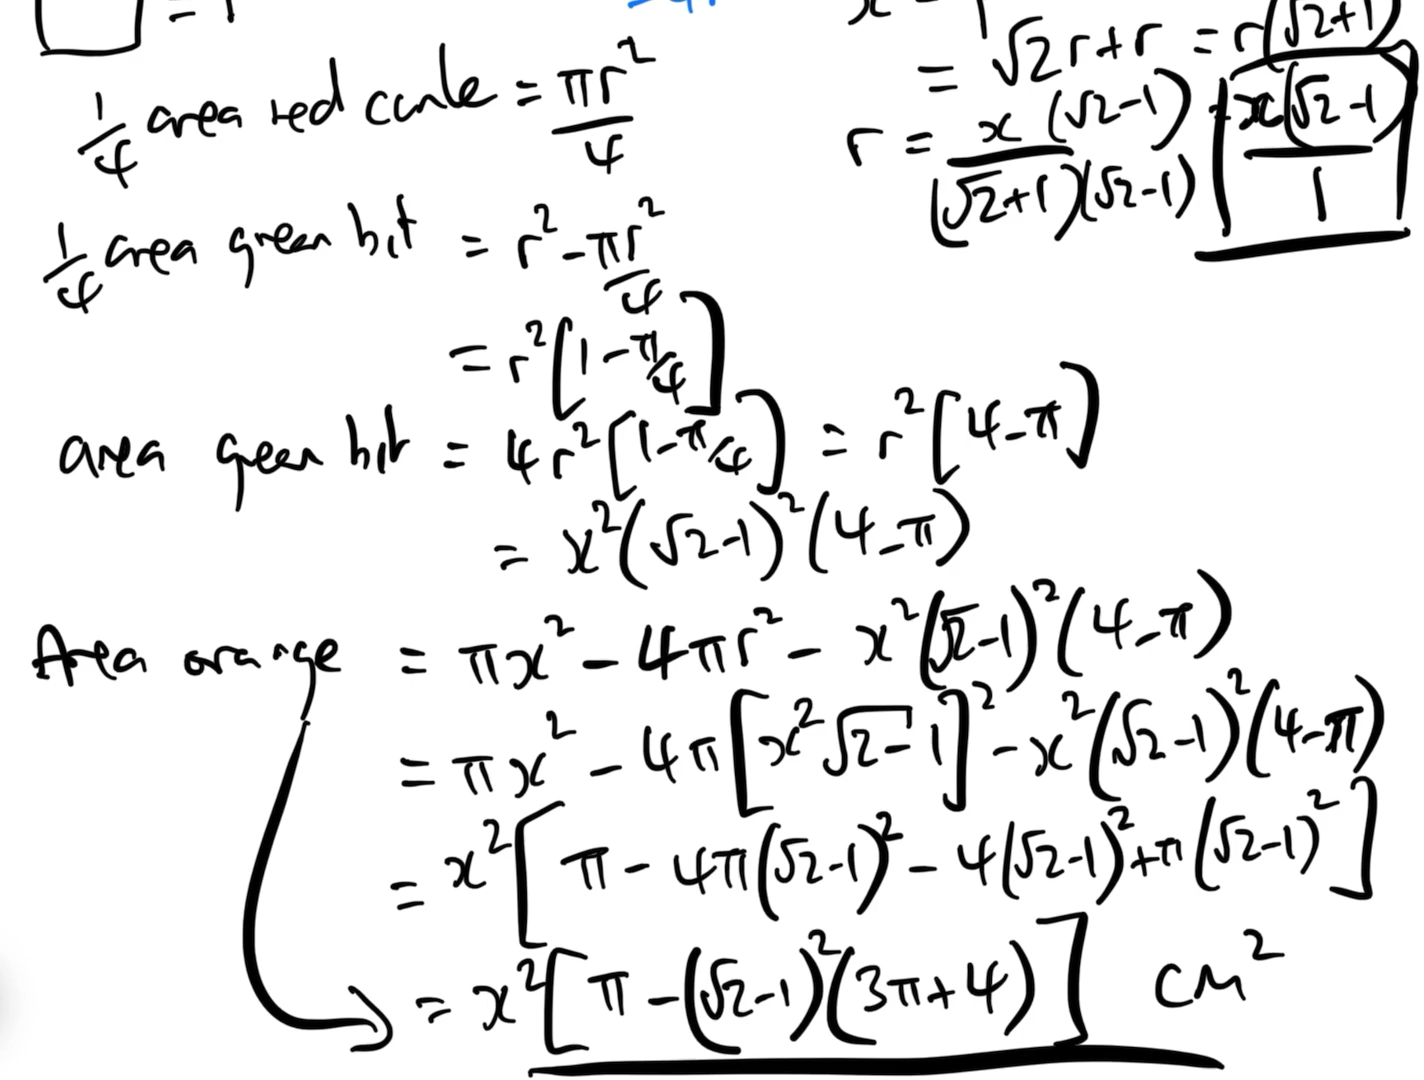 = 1
x =
= √2r+r = r(√2+1)
1/4 area red circle = πr²/4
r = x(√2-1)/(√2+1)(√2-1) = x(√2-1)/1
1/4 area green bit = r²-πr²/4
= r²[1-π/4]
area green bit = 4r²[1-π/4] = r²[4-π]
= x²(√2-1)²(4-π)
Area orange = πx² - 4πr² - x²(√2-1)²(4-π)
= πx² - 4π[x²√2-1]² - x²(√2-1)²(4-π)
= x²[π - 4π(√2-1)² - 4(√2-1)²+π(√2-1)²]
= x²[π-(√2-1)²(3π+4)] cm²